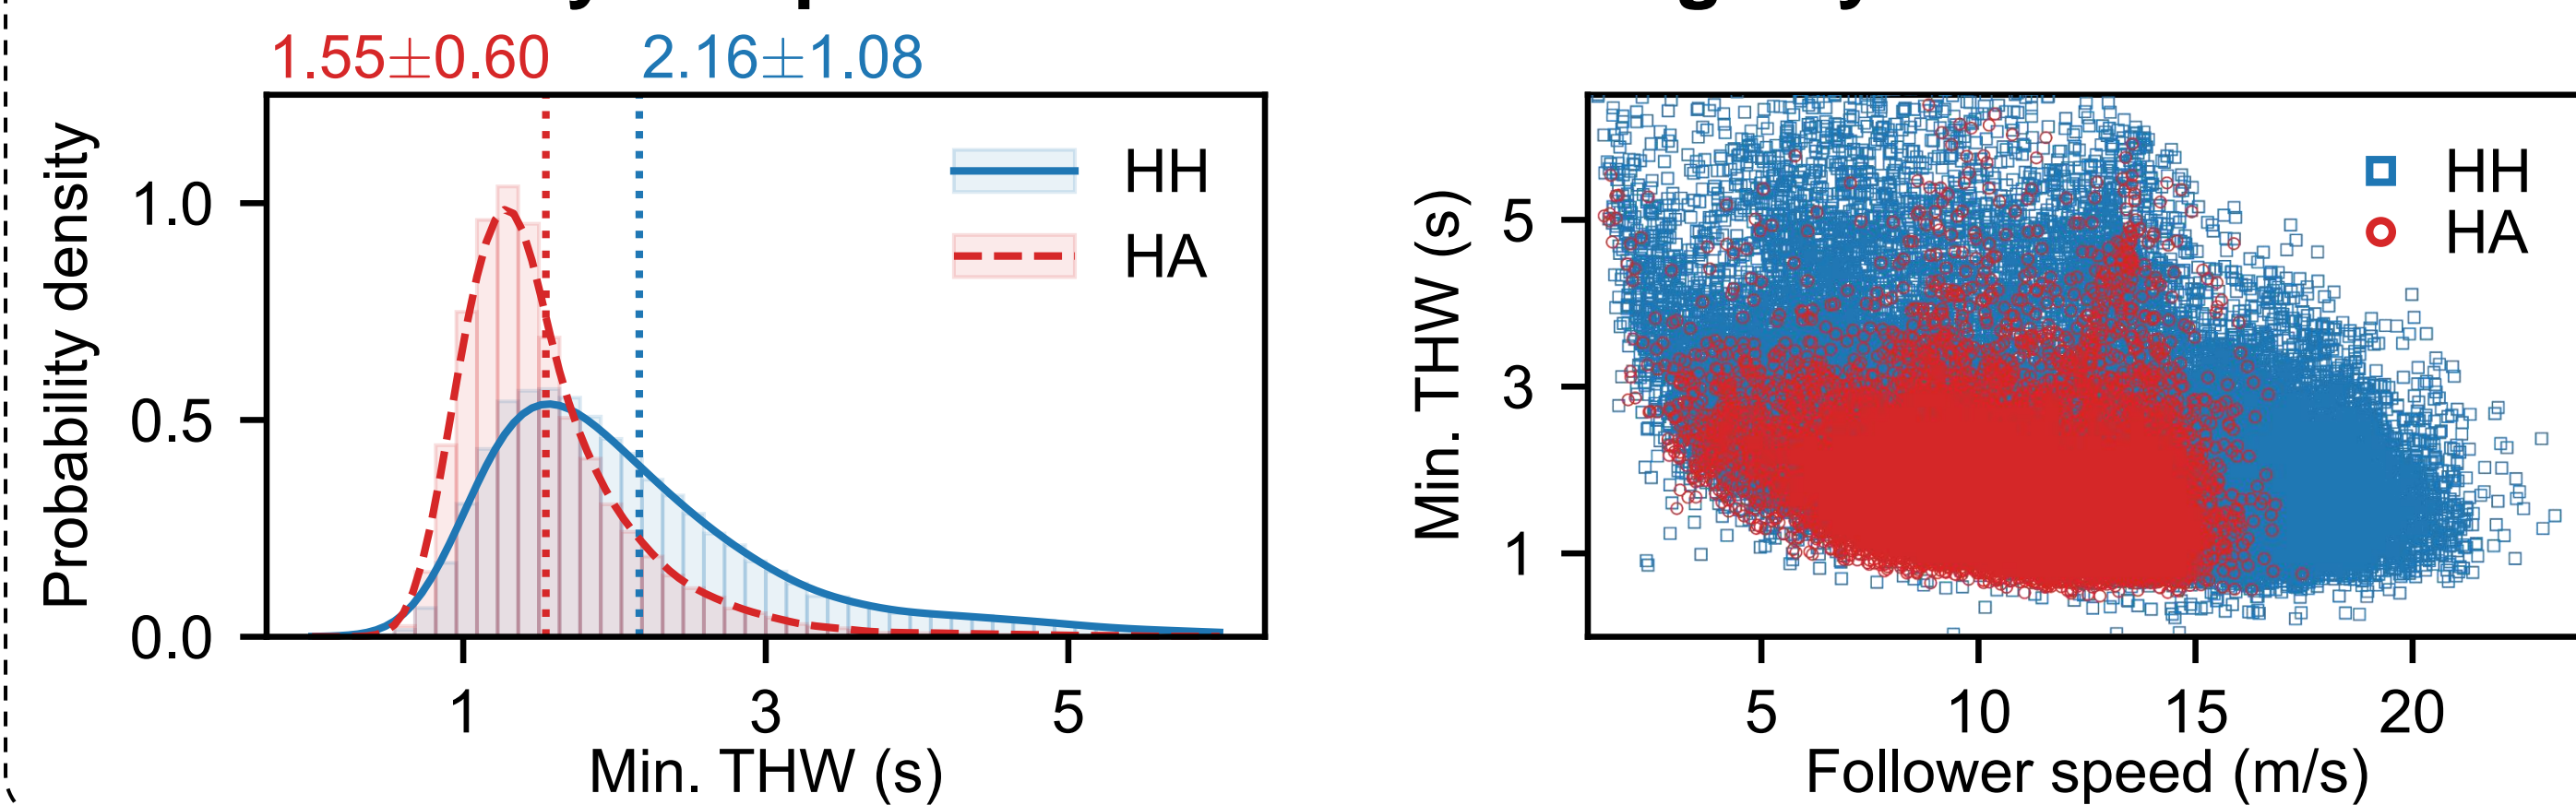 1.55±0.60 2.16±1.08
Probability density
1.0
0.5
0.0
HH
HA
1 3 5
Min. THW (s)
Min. THW (s)
5
3
1
HH
HA
5 10 15 20
Follower speed (m/s)